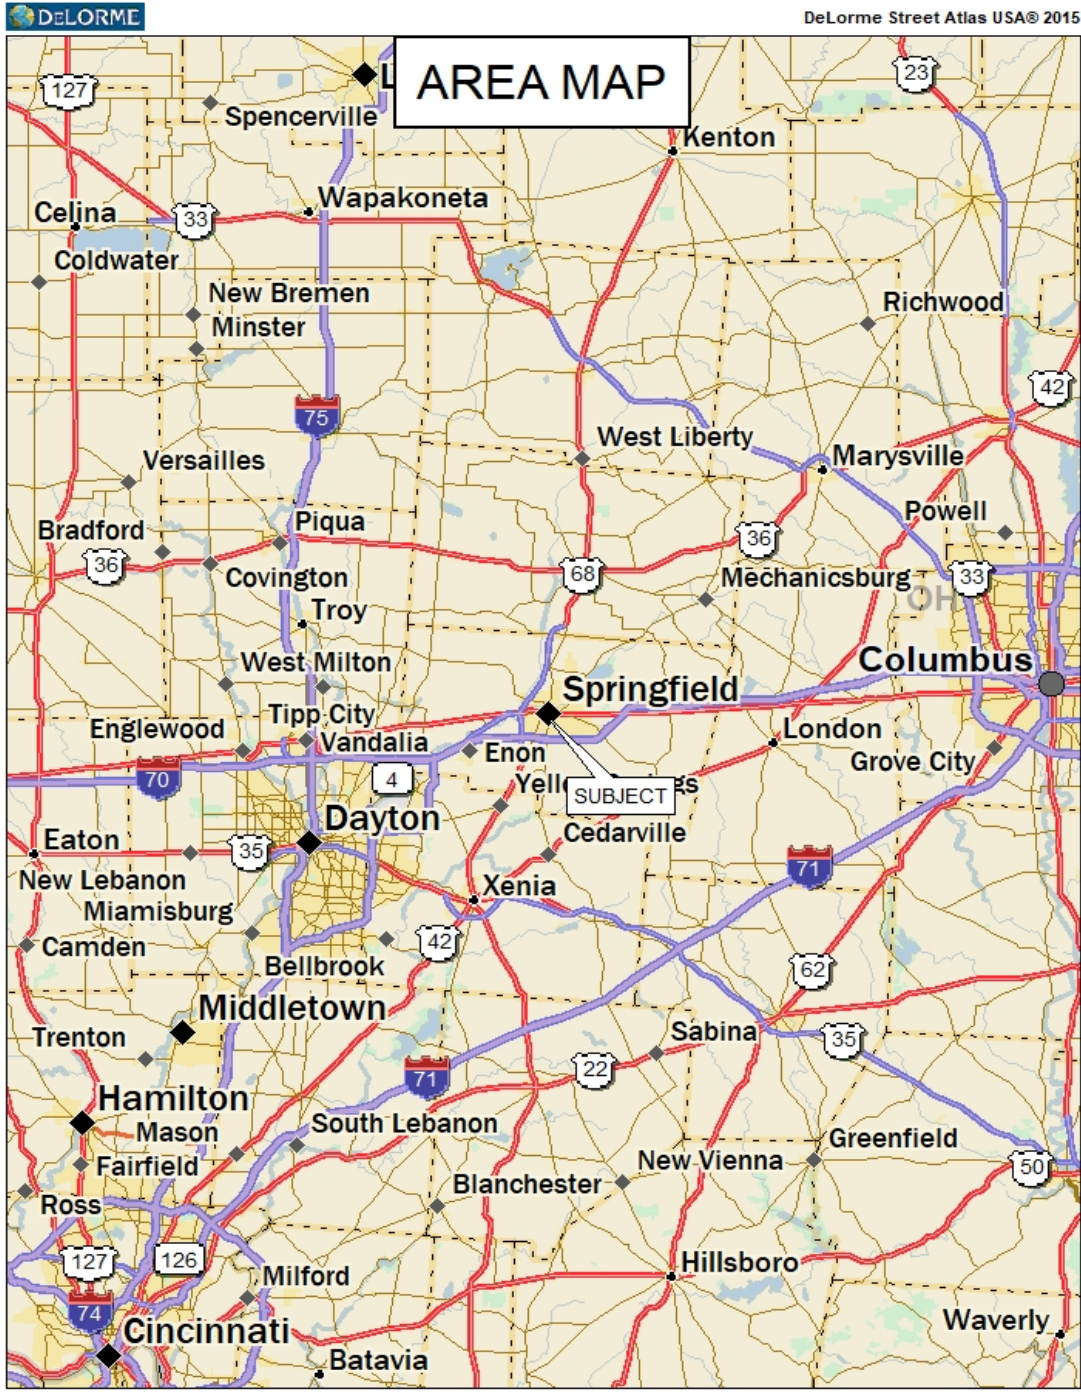 DELORME
DeLorme Street Atlas USA® 2015
AREA MAP
23
127
L
Spencerville
Kenton
Wapakoneta
Celina
33
Coldwater
New Bremen
Richwood
Minster
42
75
West Liberty
Versailles
Marysville
Powell
Bradford
Piqua
36
36
68
33
Covington
Mechanicsburg
OH
Troy
West Milton
Columbus
Springfield
Tipp City
Englewood
Vandalia
London
Enon
Grove City
70
4
SUBJECT
Dayton
Cedarville
Eaton
35
71
New Lebanon
Xenia
Miamisburg
Camden
42
Bellbrook
62
Middletown
Trenton
Sabina
35
71
22
Hamilton
Mason
South Lebanon
Greenfield
Fairfield
New Vienna
50
Blanchester
Ross
127
126
Hillsboro
Milford
74
Cincinnati
Waverly
Batavia